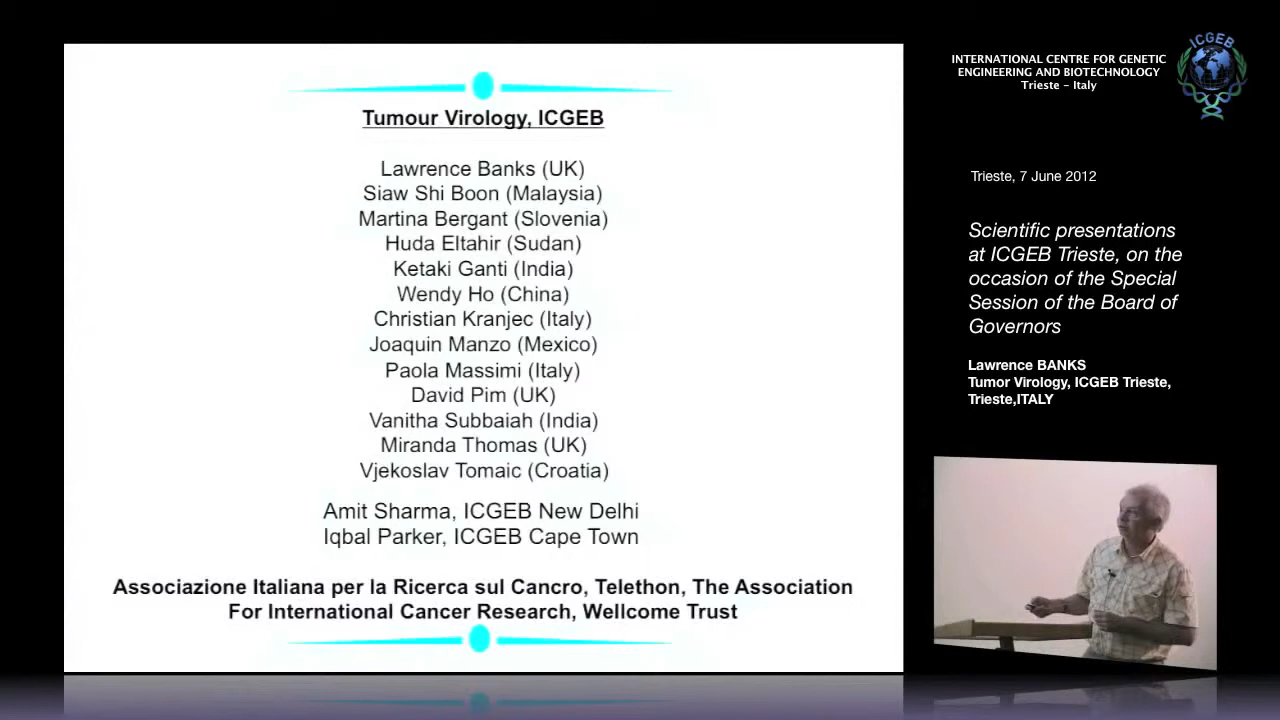 Tumour Virology, ICGEB
Lawrence Banks (UK)
Siaw Shi Boon (Malaysia)
Martina Bergant (Slovenia)
Huda Eltahir (Sudan)
Ketaki Ganti (India)
Wendy Ho (China)
Christian Kranjec (Italy)
Joaquin Manzo (Mexico)
Paola Massimi (Italy)
David Pim (UK)
Vanitha Subbaiah (India)
Miranda Thomas (UK)
Vjekoslav Tomaic (Croatia)
Amit Sharma, ICGEB New Delhi
Iqbal Parker, ICGEB Cape Town
Associazione Italiana per la Ricerca sul Cancro, Telethon, The Association
For International Cancer Research, Wellcome Trust
INTERNATIONAL CENTRE FOR GENETIC
ENGINEERING AND BIOTECHNOLOGY
Trieste - Italy
ICGEB
Trieste, 7 June 2012
Scientific presentations
at ICGEB Trieste, on the
occasion of the Special
Session of the Board of
Governors
Lawrence BANKS
Tumor Virology, ICGEB Trieste,
Trieste,ITALY